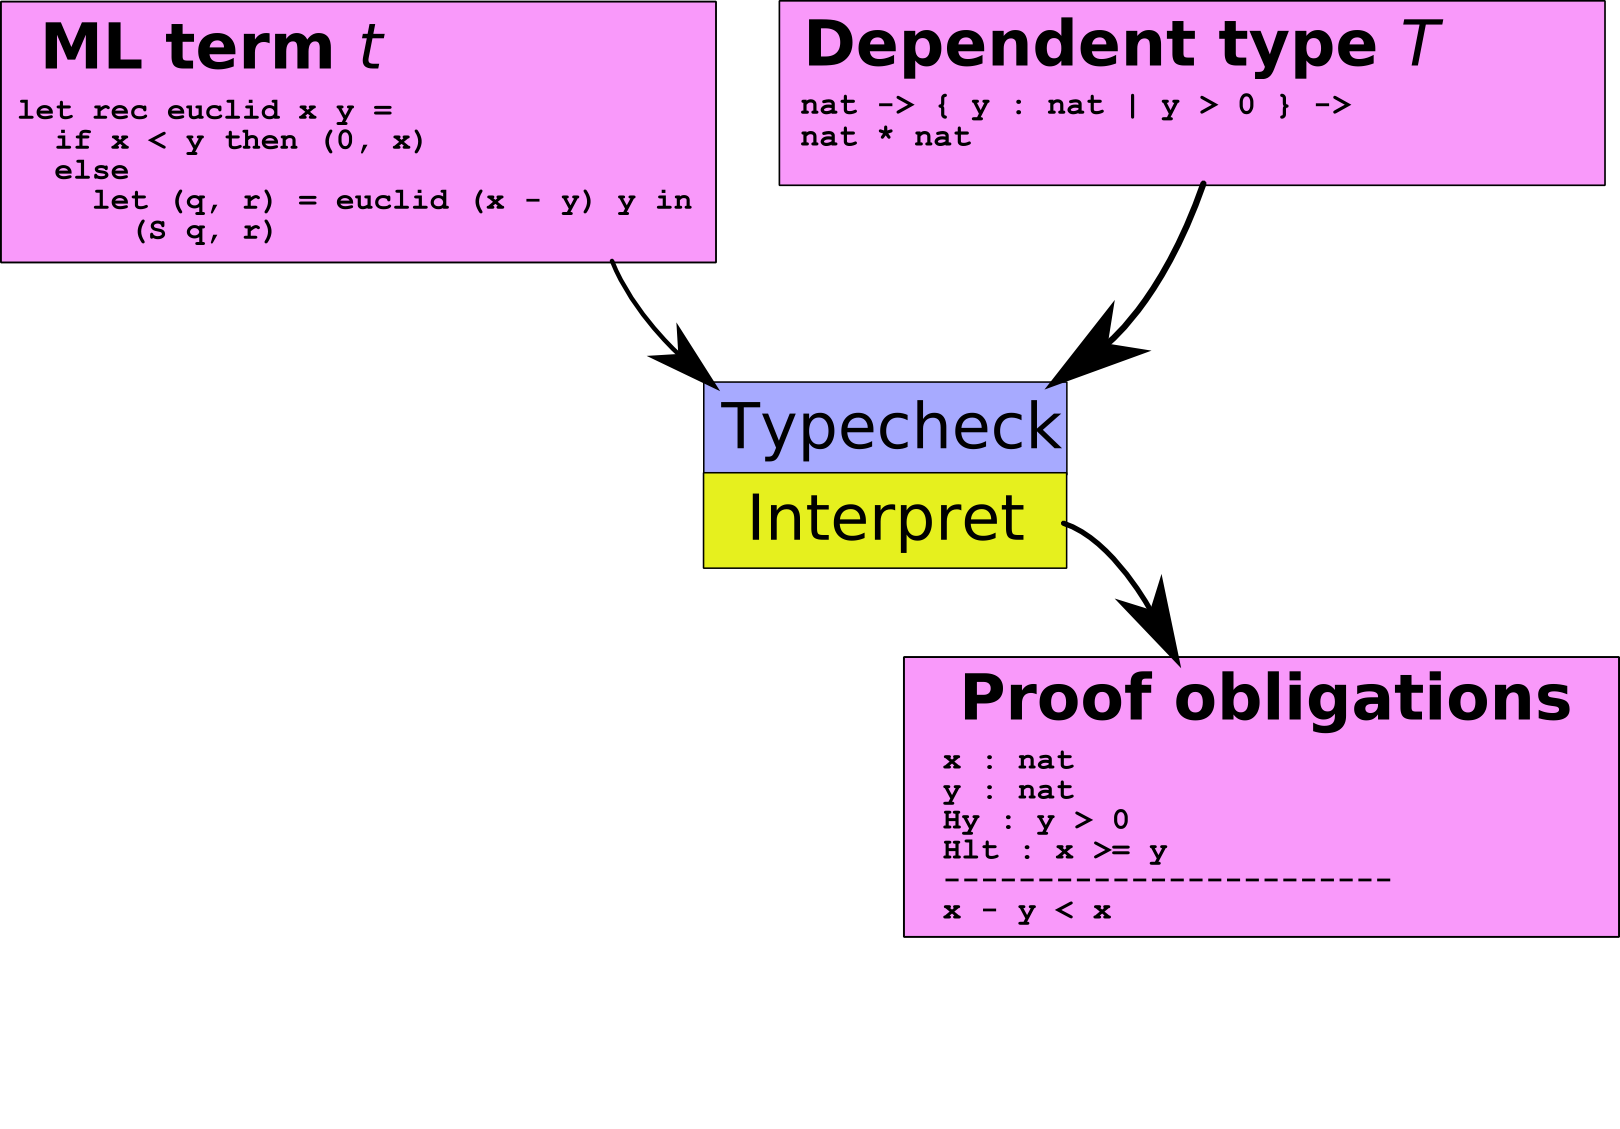 ML term t
let rec euclid x y =
  if x < y then (0, x)
  else
    let (q, r) = euclid (x - y) y in
      (S q, r)
Dependent type T
nat -> { y : nat | y > 0 } ->
nat * nat
Typecheck
Interpret
Proof obligations
x : nat
y : nat
Hy : y > 0
Hlt : x >= y
------------------------
x - y < x